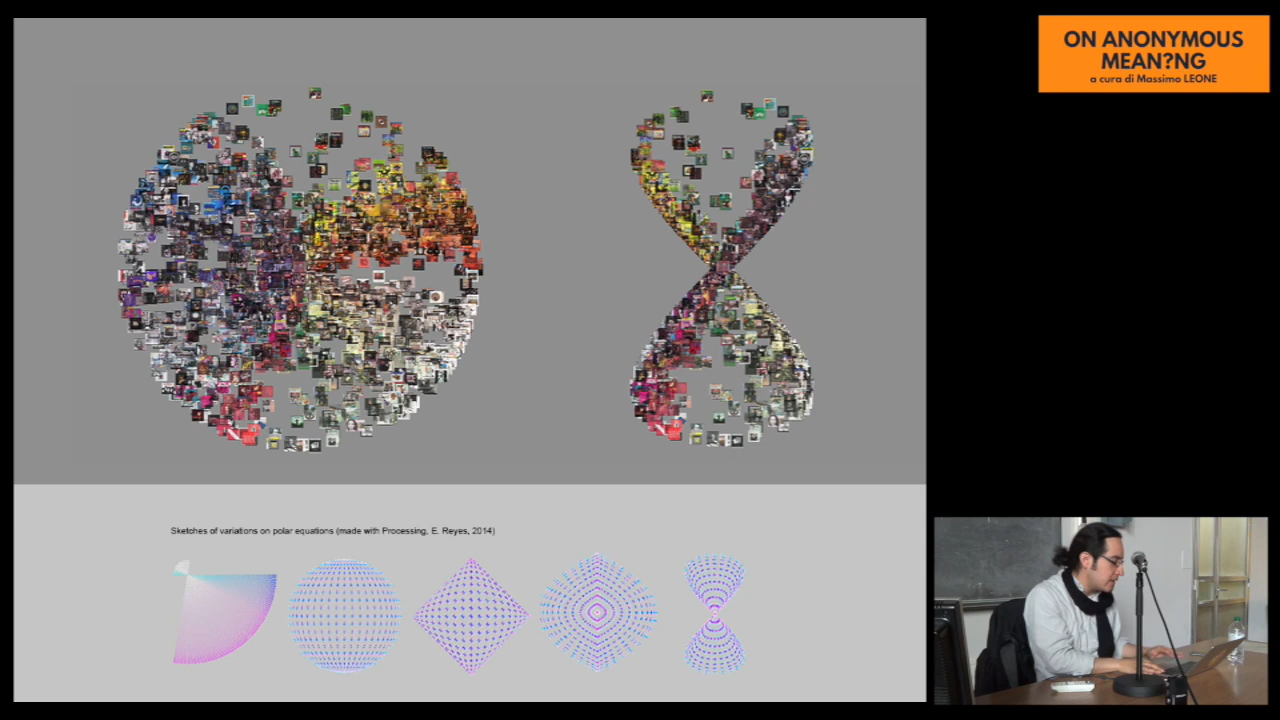 ON ANONYMOUS
MEAN?NG
a cura di Massimo LEONE
Sketches of variations on polar equations (made with Processing, E. Reyes, 2014)